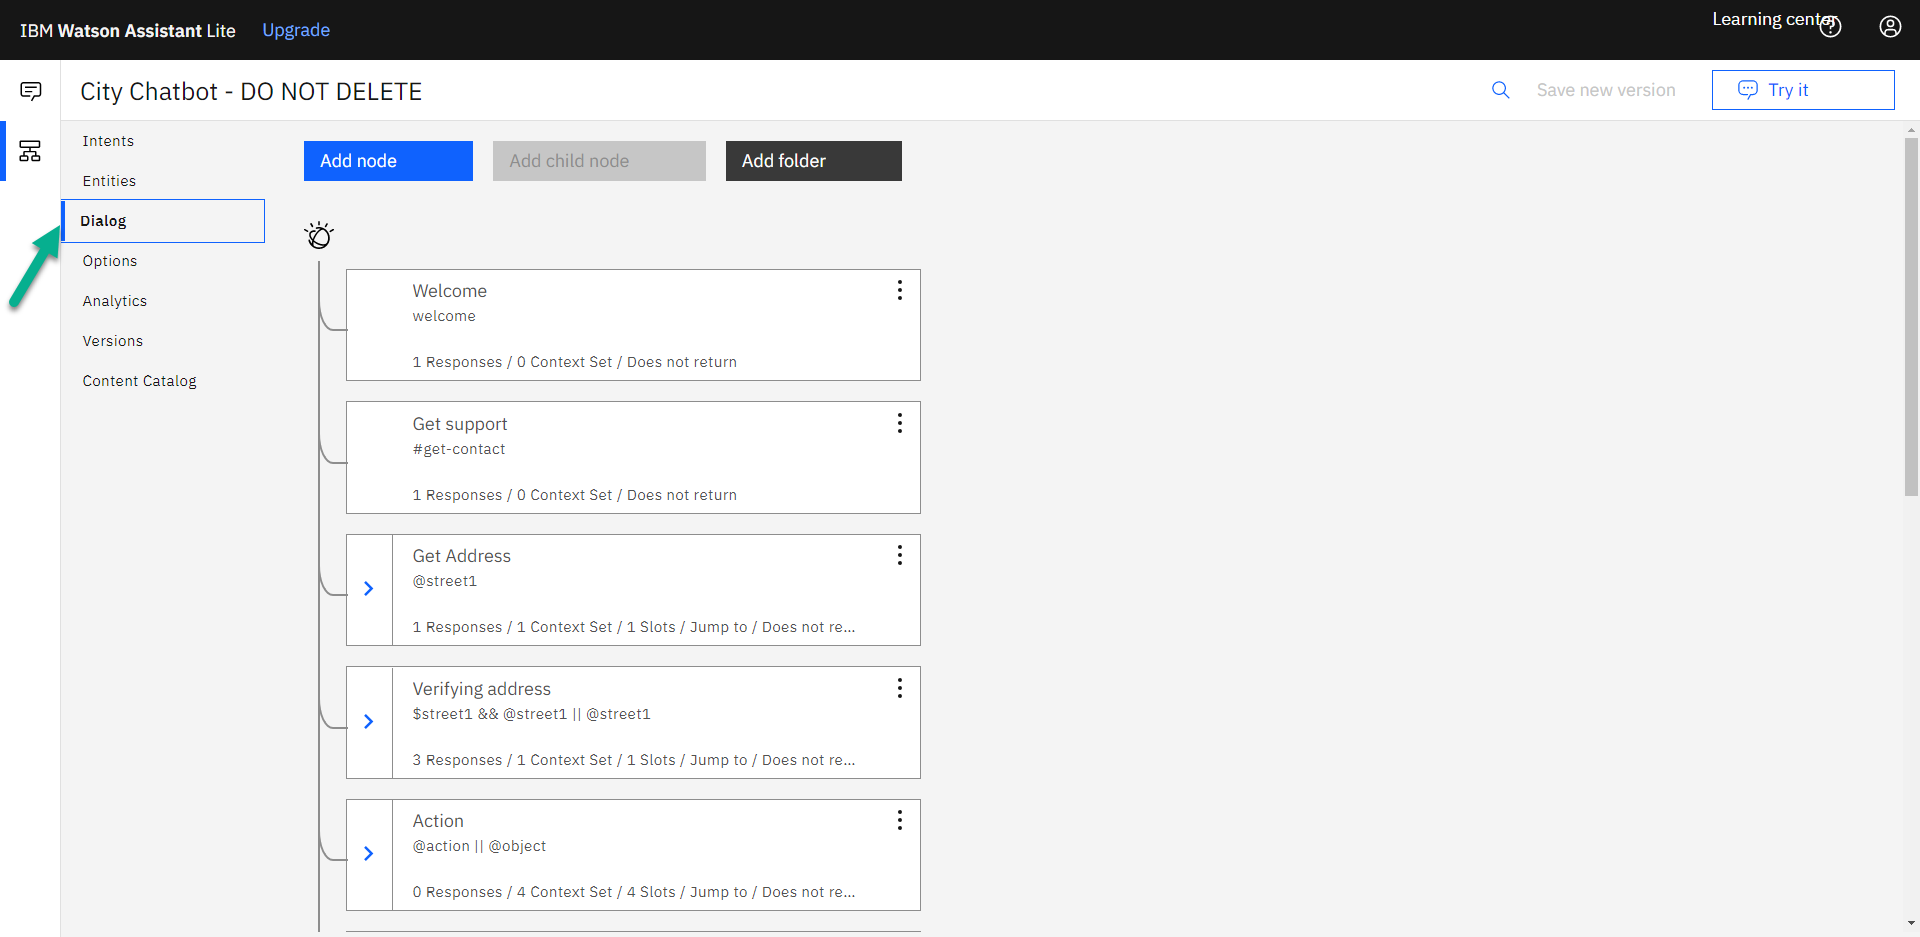 IBM Watson Assistant Lite
Upgrade
Learning center
City Chatbot - DO NOT DELETE
Save new version
Try it
Intents
Entities
Dialog
Options
Analytics
Versions
Content Catalog
Add node
Add child node
Add folder
Welcome
welcome
1 Responses / 0 Context Set / Does not return
Get support
#get-contact
1 Responses / 0 Context Set / Does not return
Get Address
@street1
1 Responses / 1 Context Set / 1 Slots / Jump to / Does not re...
Verifying address
$street1 && @street1 || @street1
3 Responses / 1 Context Set / 1 Slots / Jump to / Does not re...
Action
@action || @object
0 Responses / 4 Context Set / 4 Slots / Jump to / Does not re...